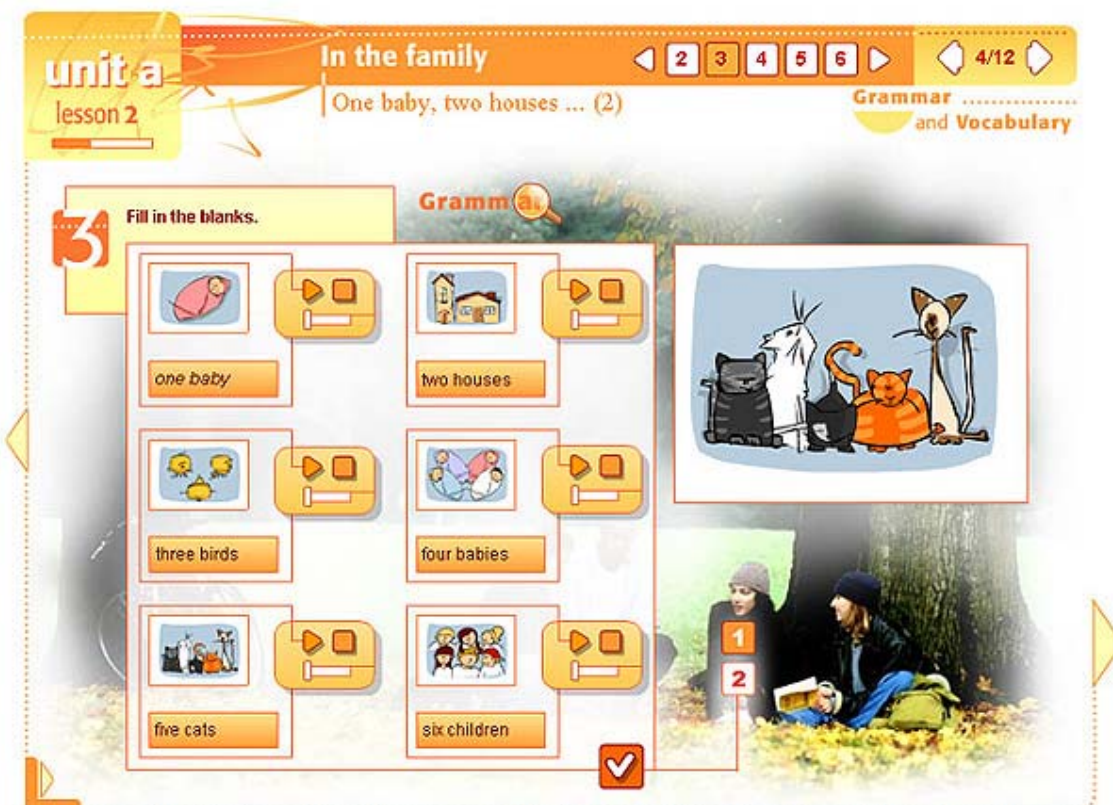 unit a
lesson 2
In the family
2 3 4 5 6
4/12
One baby, two houses ... (2)
Grammar ..............
and Vocabulary
3
Fill in the blanks.
Grammar
one baby
two houses
three birds
four babies
five cats
six children
1
2